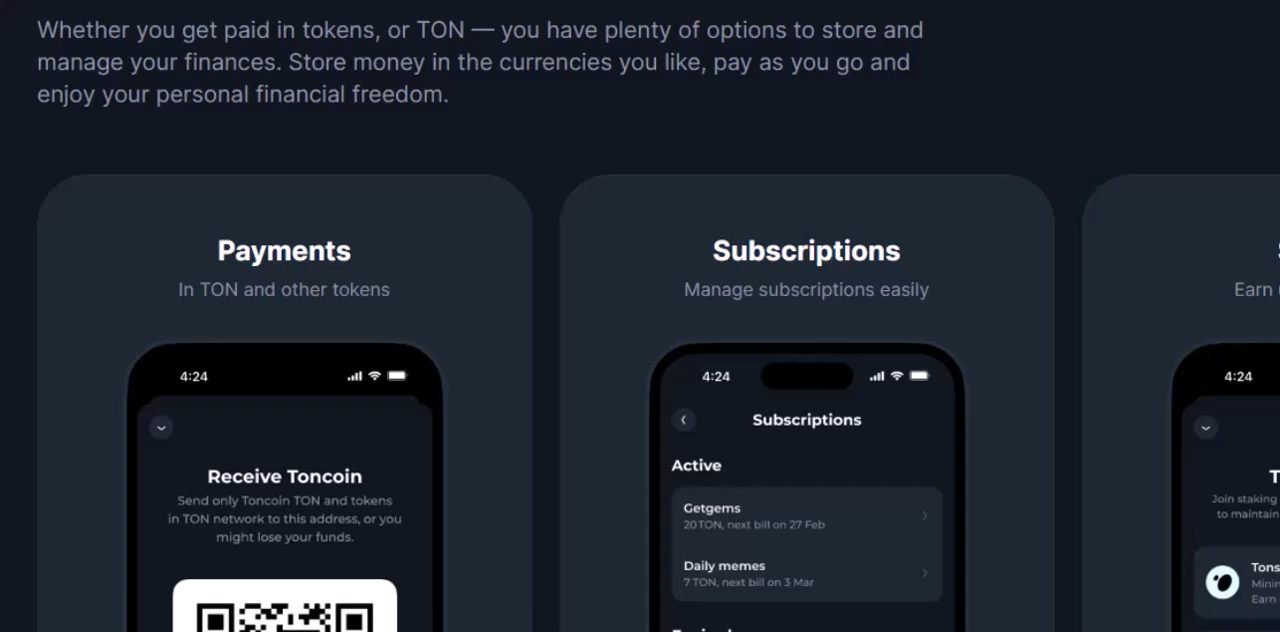 Whether you get paid in tokens, or TON — you have plenty of options to store and
manage your finances. Store money in the currencies you like, pay as you go and
enjoy your personal financial freedom.
Payments
In TON and other tokens
4:24
Receive Toncoin
Send only Toncoin TON and tokens
in TON network to this address, or you
might lose your funds.
Subscriptions
Manage subscriptions easily
4:24
Subscriptions
Active
Getgems
20 TON, next bill on 27 Feb
Daily memes
7 TON, next bill on 3 Mar
Earn
4:24
Join staking
to maintain
Earn